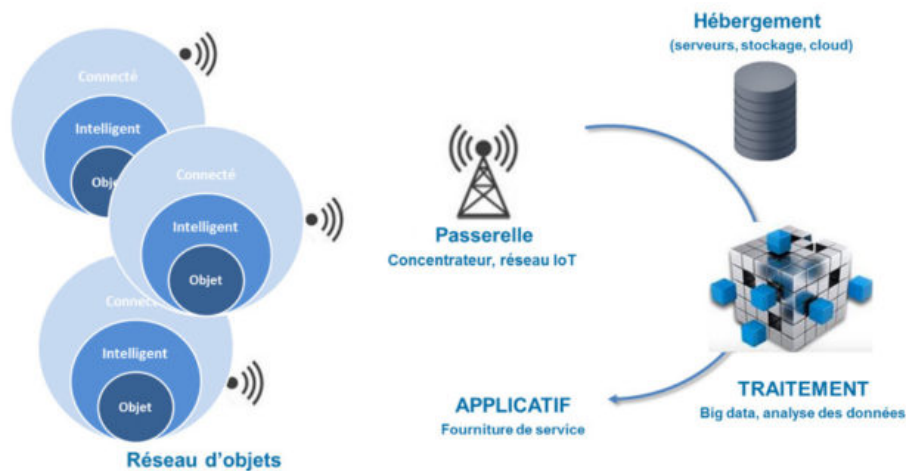 Hébergement
(serveurs, stockage, cloud)
Connecté
Intelligent
Objet
Connecté
Intelligent
Objet
Passerelle
Concentrateur, réseau IoT
Connecté
Intelligent
Objet
APPLICATIF
Fourniture de service
TRAITEMENT
Big data, analyse des données
Réseau d'objets